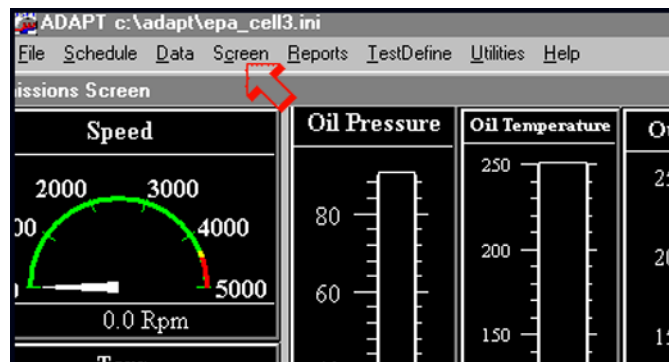 ADAPT c:\adapt\epa_cell3.ini
File Schedule Data Screen Reports TestDefine Utilities Help
Screen
Speed
2000 3000
4000
5000
0.0 Rpm
Oil Pressure
80
60
Oil Temperature
250
200
150